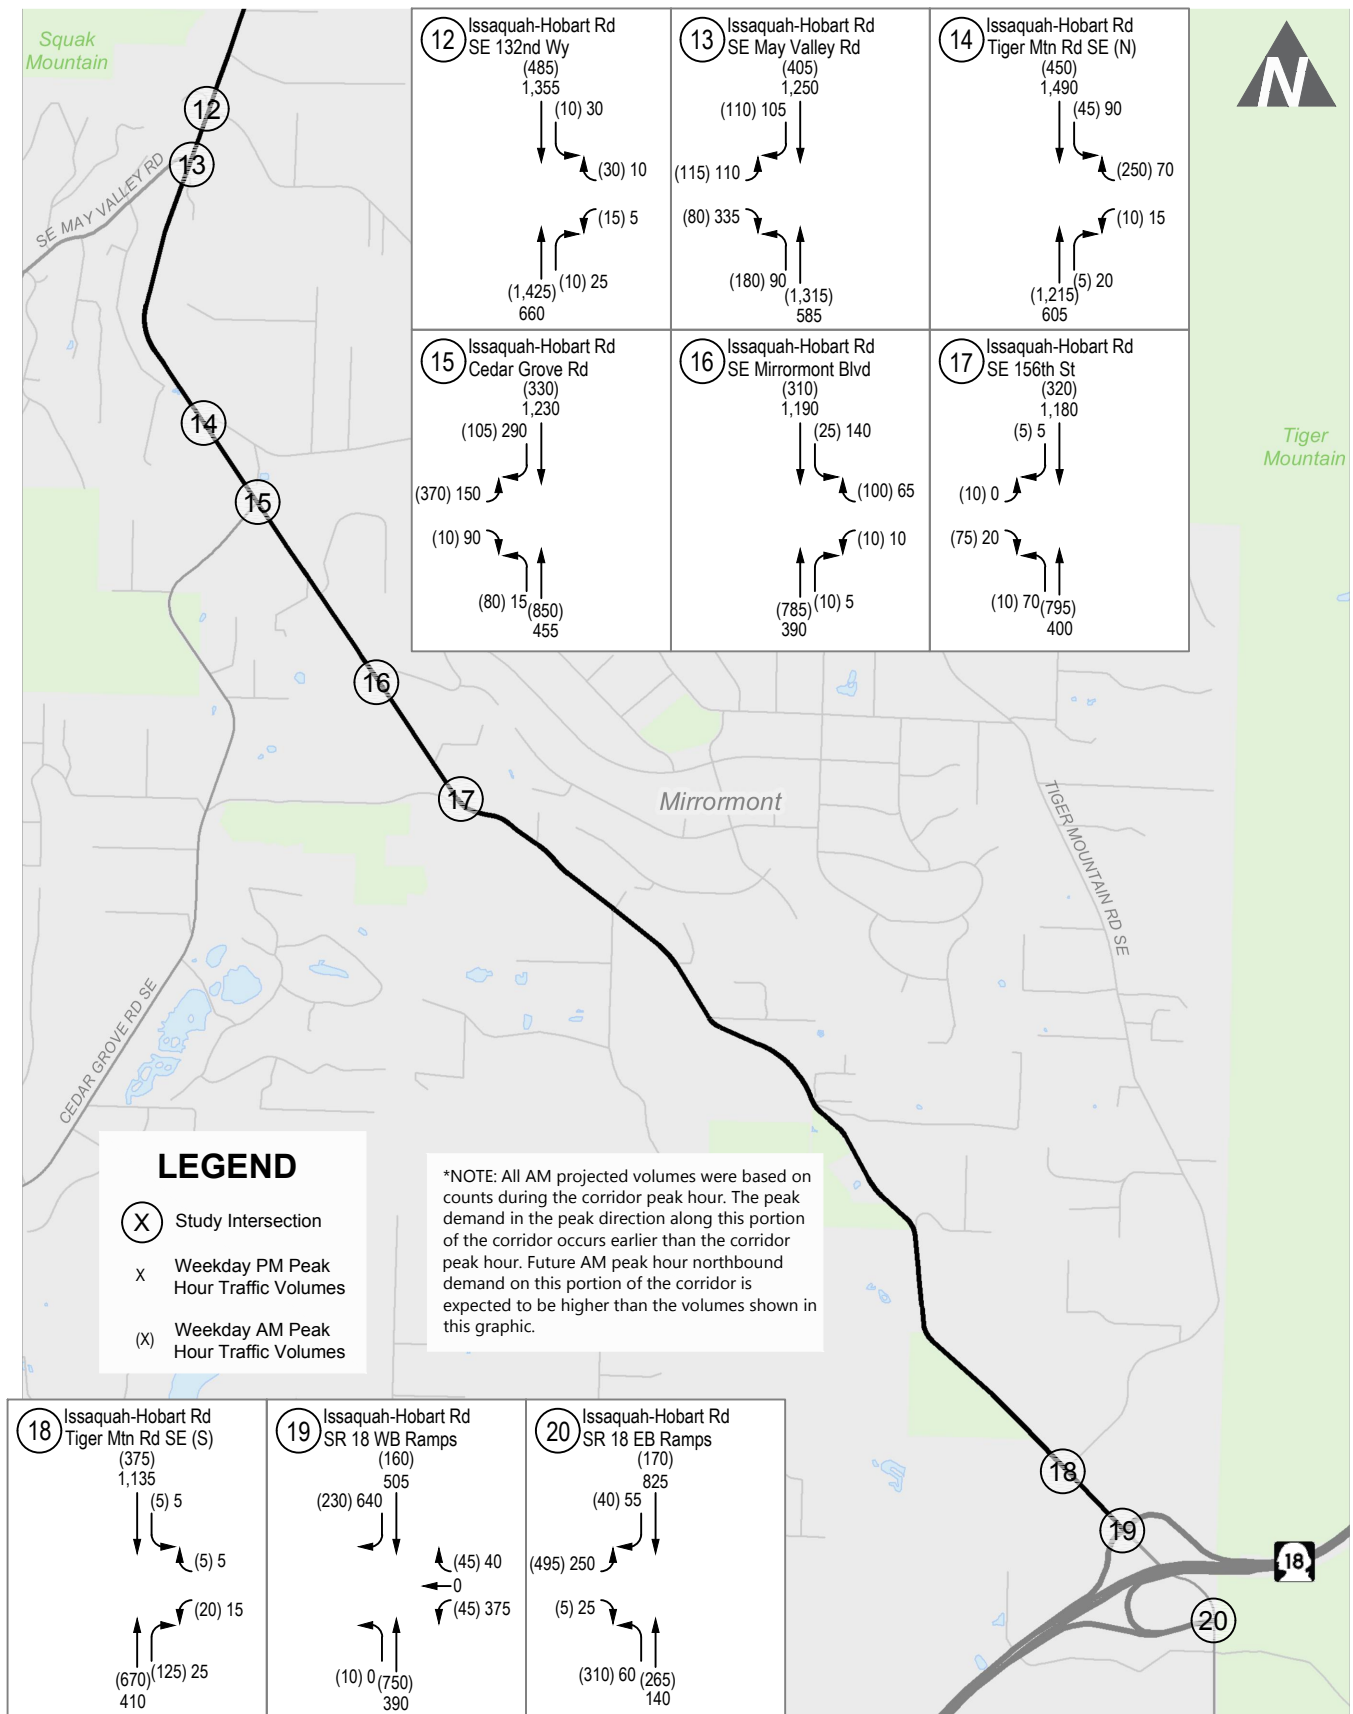 Squak
Mountain
12
13
SE MAY VALLEY RD
14
15
16
17
Mirrormont
TIGER MOUNTAIN RD SE
CEDAR GROVE RD SE
Tiger
Mountain
N
18
19
20
18
12
Issaquah-Hobart Rd
SE 132nd Wy
(485)
1,355
(10) 30
(30) 10
(15) 5
(10) 25
(1,425)
660
13
Issaquah-Hobart Rd
SE May Valley Rd
(405)
1,250
(110) 105
(115) 110
(80) 335
(180) 90
(1,315)
585
14
Issaquah-Hobart Rd
Tiger Mtn Rd SE (N)
(450)
1,490
(45) 90
(250) 70
(10) 15
(5) 20
(1,215)
605
15
Issaquah-Hobart Rd
Cedar Grove Rd
(330)
1,230
(105) 290
(370) 150
(10) 90
(80) 15
(850)
455
16
Issaquah-Hobart Rd
SE Mirrormont Blvd
(310)
1,190
(25) 140
(100) 65
(10) 10
(785)
(10) 5
390
17
Issaquah-Hobart Rd
SE 156th St
(320)
1,180
(5) 5
(10) 0
(75) 20
(10) 70
(795)
400
LEGEND
X Study Intersection
X Weekday PM Peak
Hour Traffic Volumes
(X) Weekday AM Peak
Hour Traffic Volumes
*NOTE: All AM projected volumes were based on
counts during the corridor peak hour. The peak
demand in the peak direction along this portion
of the corridor occurs earlier than the corridor
peak hour. Future AM peak hour northbound
demand on this portion of the corridor is
expected to be higher than the volumes shown in
this graphic.
18
Issaquah-Hobart Rd
Tiger Mtn Rd SE (S)
(375)
1,135
(5) 5
(5) 5
(20) 15
(670)
(125) 25
410
19
Issaquah-Hobart Rd
SR 18 WB Ramps
(160)
505
(230) 640
(45) 40
0
(45) 375
(10) 0
(750)
390
20
Issaquah-Hobart Rd
SR 18 EB Ramps
(170)
825
(40) 55
(495) 250
(5) 25
(310) 60
(265)
140